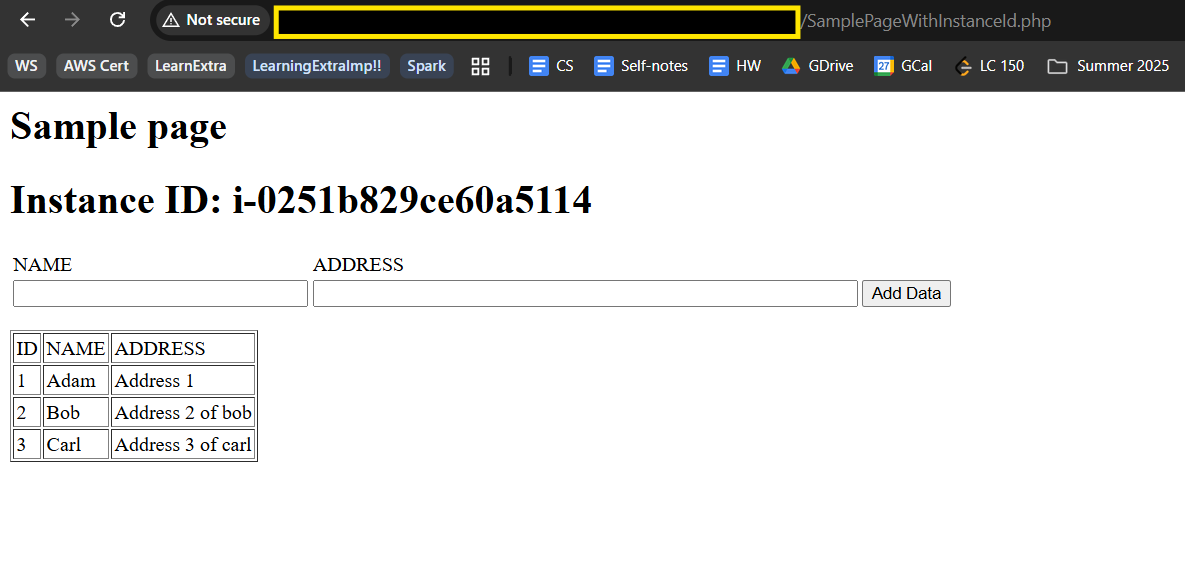 Not secure /SamplePageWithInstanceId.php
WS AWS Cert LearnExtra LearningExtraImp!! Spark CS Self-notes HW GDrive 27 GCal LC 150 Summer 2025
Sample page
Instance ID: i-0251b829ce60a5114
NAME ADDRESS
Add Data
ID NAME ADDRESS
1 Adam Address 1
2 Bob Address 2 of bob
3 Carl Address 3 of carl